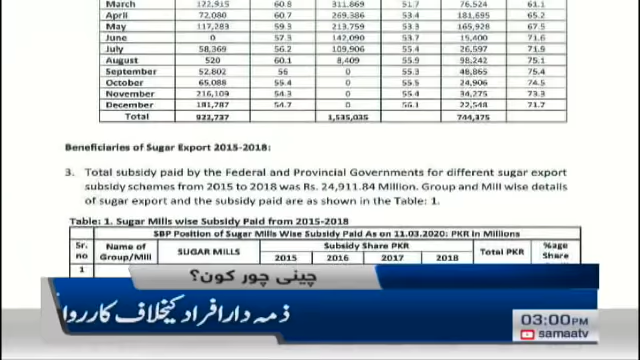 March 122,915 60.8 311,869 51.7 76,524 61.1
April 72,080 60.7 269,386 53.4 181,695 65.2
May 117,283 59.3 213,759 53.3 165,928 67.5
June 0 57.3 142,090 53.7 15,400 71.6
July 58,369 56.2 109,906 55.4 26,597 71.9
August 520 60.1 8,409 55.9 98,242 75.1
September 52,802 56 0 55.3 48,865 75.4
October 65,088 55.4 0 55.5 24,906 74.5
November 216,109 54.3 0 55.4 34,275 73.3
December 181,787 54.7 0 56.1 22,548 71.7
Total 922,737 1,535,035 744,375
Beneficiaries of Sugar Export 2015-2018:
3. Total subsidy paid by the Federal and Provincial Governments for different sugar export
subsidy schemes from 2015 to 2018 was Rs. 24,911.84 Million. Group and Mill wise details
of sugar export and the subsidy paid are as shown in the Table: 1.
Table: 1. Sugar Mills wise Subsidy Paid from 2015-2018
SBP Position of Sugar Mills Wise Subsidy Paid As on 11.03.2020: PKR in Millions
Sr. no Name of Group/Mill SUGAR MILLS Subsidy Share PKR Total PKR %age Share
2015 2016 2017 2018
1
چینی چور کون؟
ذمہ دار افراد کیخلاف کارروا
03:00PM
samaatv